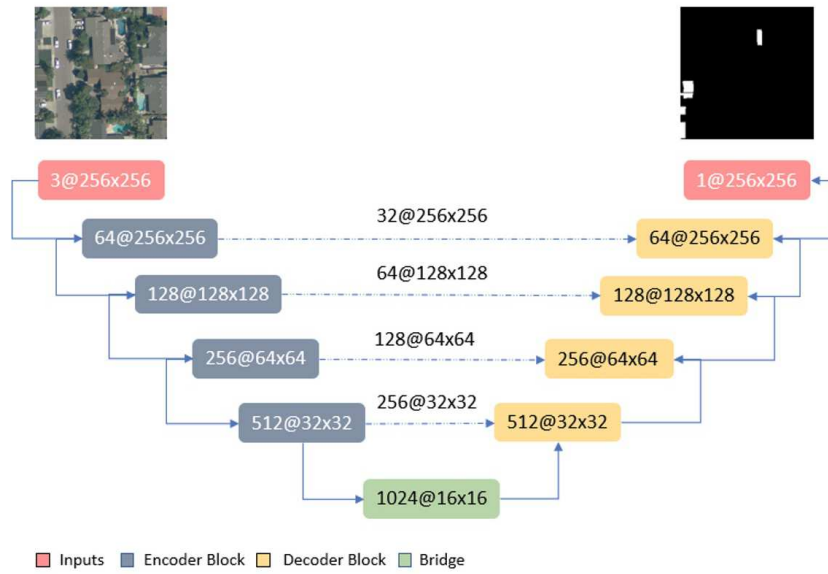 3@256x256
1@256x256
32@256x256
64@256x256
64@256x256
64@128x128
128@128x128
128@128x128
128@64x64
256@64x64
256@64x64
256@32x32
512@32x32
512@32x32
1024@16x16
Inputs Encoder Block Decoder Block Bridge